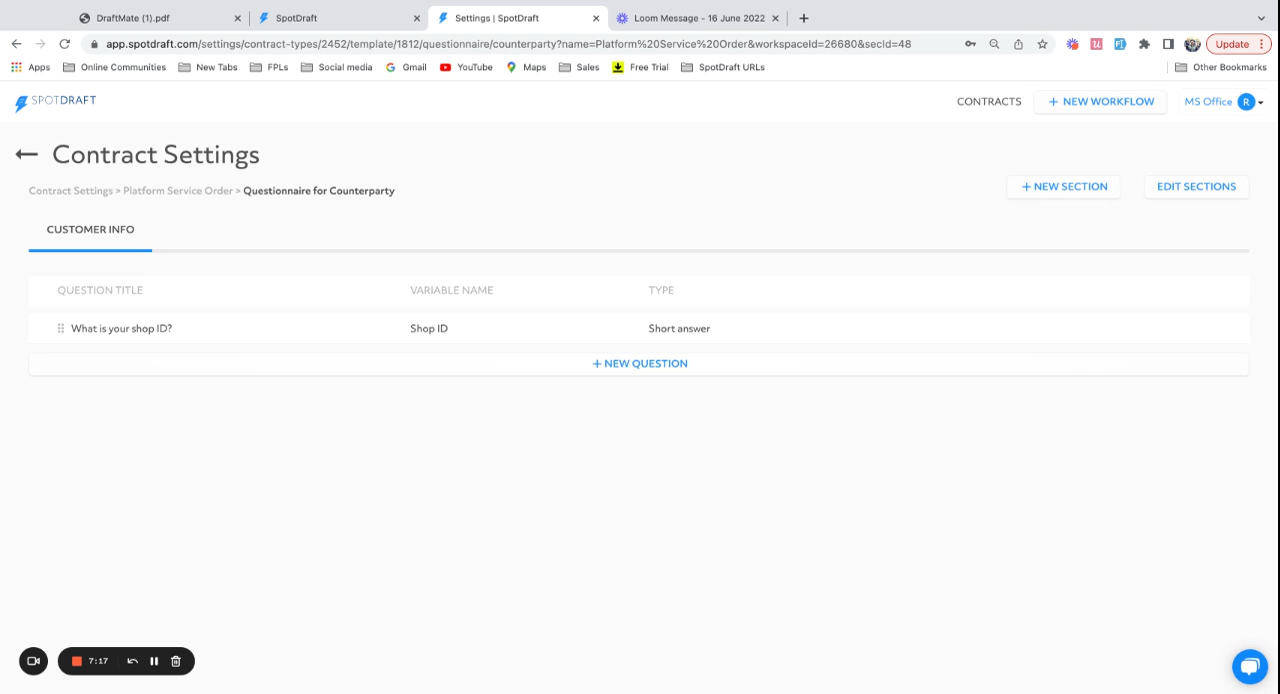 DraftMate (1).pdf
SpotDraft
Settings | SpotDraft
Loom Message - 16 June 2022
app.spotdraft.com/settings/contract-types/2452/template/1812/questionnaire/counterparty?name=Platform%20Service%20Order&workspaceId=26680&secId=48
Update
Apps
Online Communities
New Tabs
FPLs
Social media
Gmail
YouTube
Maps
Sales
Free Trial
SpotDraft URLs
Other Bookmarks
SPOTDRAFT
CONTRACTS
+ NEW WORKFLOW
MS Office R
Contract Settings
Contract Settings > Platform Service Order > Questionnaire for Counterparty
+ NEW SECTION
EDIT SECTIONS
CUSTOMER INFO
QUESTION TITLE VARIABLE NAME TYPE
What is your shop ID? Shop ID Short answer
+ NEW QUESTION
7:17